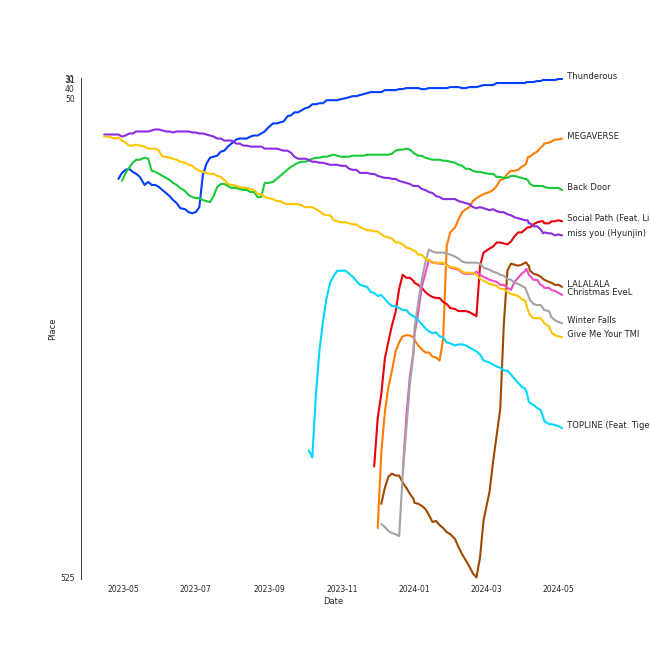 30
40
50
Thunderous
MEGAVERSE
Back Door
Social Path (Feat. Li
miss you (Hyunjin)
LALALALA
Christmas EveL
Winter Falls
Give Me Your TMI
TOPLINE (Feat. Tige
Place
525
2023-05 2023-07 2023-09 2023-11 2024-01 2024-03 2024-05
Date